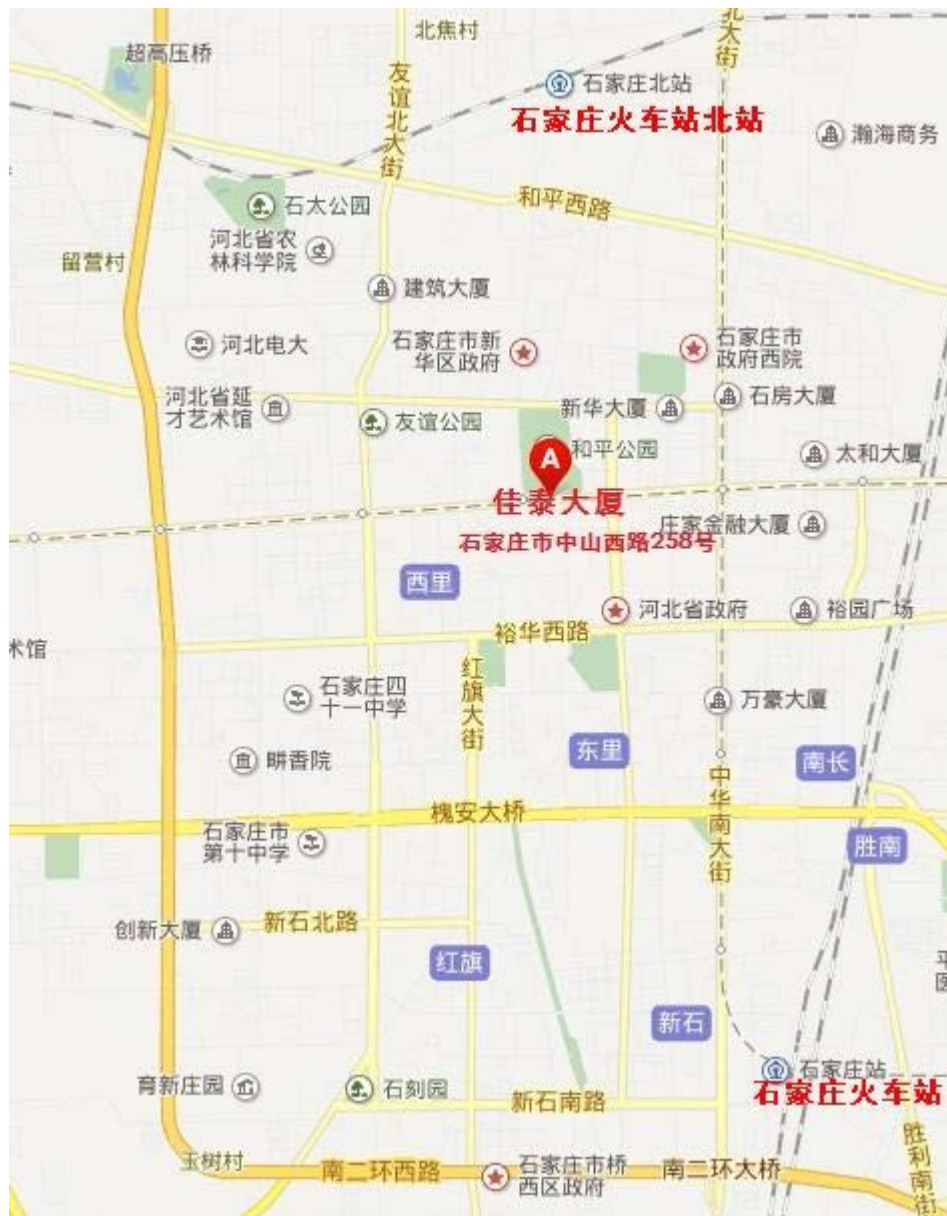 北焦村
北大街
超高压桥
友谊北大街
石家庄北站
石家庄火车站北站
瀚海商务
石太公园
和平西路
河北省农
林科学院
留营村
建筑大厦
河北电大
石家庄市新
华区政府
石家庄市
政府西院
河北省延
才艺术馆
友谊公园
新华大厦
石房大厦
和平公园
太和大厦
A
佳泰大厦
庄家金融大厦
石家庄市中山西路258号
西里
河北省政府
裕园广场
裕华西路
术馆
红旗大街
石家庄四
十一中学
万豪大厦
畊香院
东里
南长
中华南大街
槐安大桥
石家庄市
第十中学
胜南
创新大厦
新石北路
红旗
平
医
新石
石家庄站
石家庄火车站
育新庄园
石刻园
新石南路
胜利南街
玉树村
南二环西路
石家庄市桥
西区政府
南二环大桥